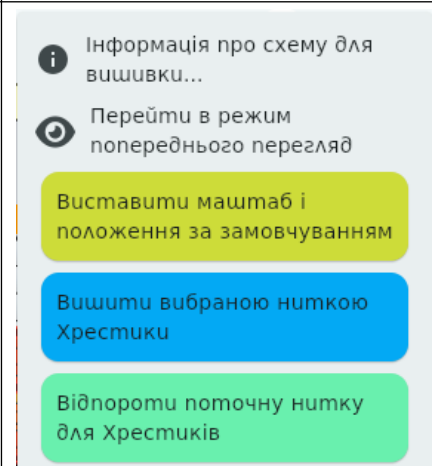 Інформація про схему для
вишивки...
Перейти в режим
попереднього перегляд
Виставити маштаб і
положення за замовчуванням
Вишити вибраною ниткою
Хрестики
Відпороти поточну нитку
для Хрестиків